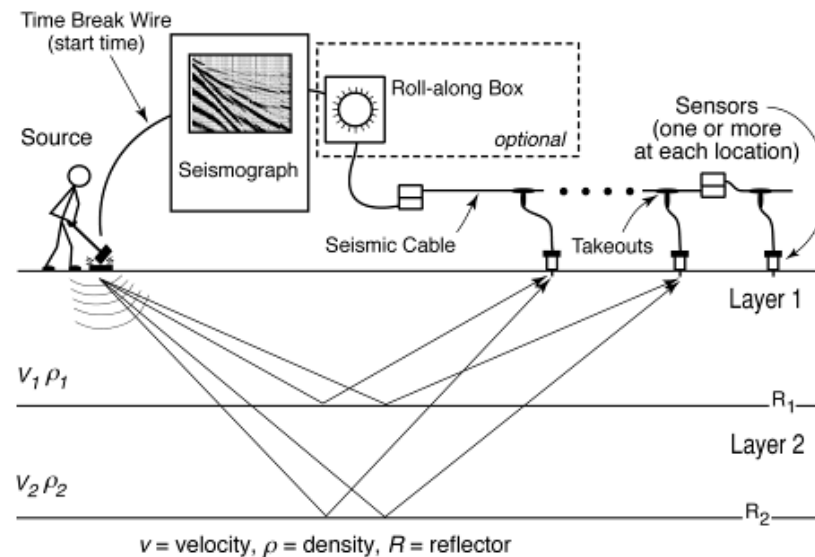 Time Break Wire
(start time)
Source
Seismograph
Roll-along Box
optional
Sensors
(one or more
at each location)
Seismic Cable
Takeouts
Layer 1
V₁ ρ₁
R₁
Layer 2
V₂ ρ₂
R₂
v = velocity, ρ = density, R = reflector